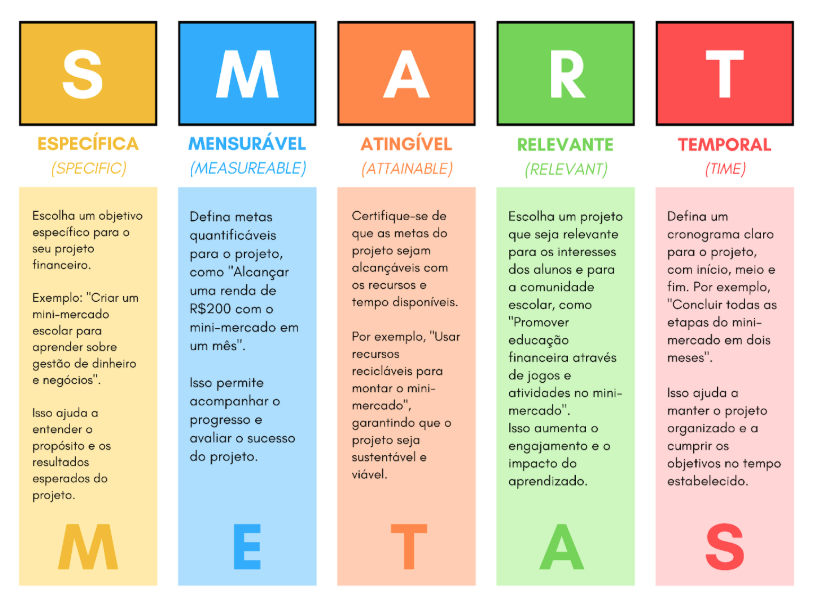 S
M
A
R
T
ESPECÍFICA
(SPECIFIC)
MENSURÁVEL
(MEASUREABLE)
ATINGÍVEL
(ATTAINABLE)
RELEVANTE
(RELEVANT)
TEMPORAL
(TIME)
Escolha um objetivo
específico para o
seu projeto
financeiro.
Exemplo: "Criar um
mini-mercado
escolar para
aprender sobre
gestão de dinheiro
e negócios".
Isso ajuda a
entender o
propósito e os
resultados
esperados do
projeto.
Defina metas
quantificáveis
para o projeto,
como "Alcançar
uma renda de
R$200 com o
mini-mercado em
um mês".
Isso permite
acompanhar o
progresso e
avaliar o sucesso
do projeto.
Certifique-se de
que as metas do
projeto sejam
alcançáveis com
os recursos e
tempo disponíveis.
Por exemplo, "Usar
recursos
recicláveis para
montar o mini-
mercado",
garantindo que o
projeto seja
sustentável e
viável.
Escolha um projeto
que seja relevante
para os interesses
dos alunos e para
a comunidade
escolar, como
"Promover
educação
financeira através
de jogos e
atividades no mini-
mercado".
Isso aumenta o
engajamento e o
impacto do
aprendizado.
Defina um
cronograma claro
para o projeto,
com início, meio e
fim. Por exemplo,
"Concluir todas as
etapas do mini-
mercado em dois
meses".
Isso ajuda a
manter o projeto
organizado e a
cumprir os
objetivos no tempo
estabelecido.
M
E
T
A
S